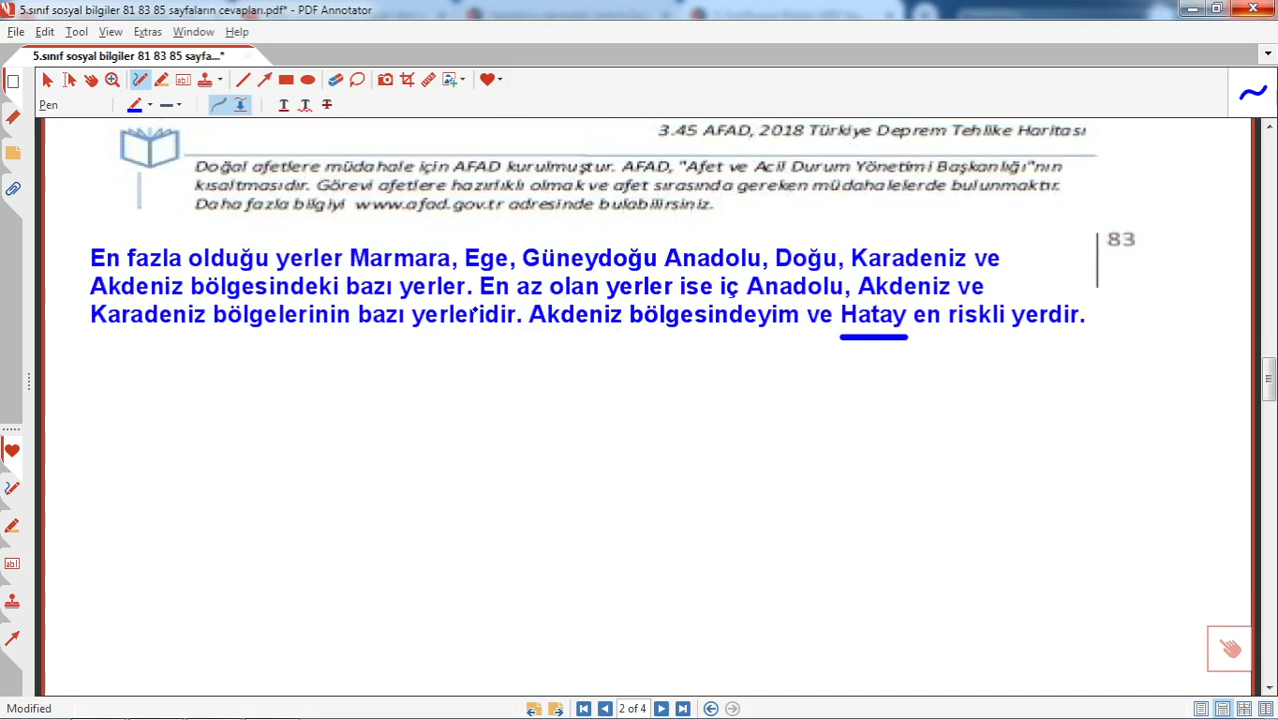 5.sınıf sosyal bilgiler 81 83 85 sayfaların cevapları.pdf* - PDF Annotator
File Edit Tool View Extras Window Help
5.sınıf sosyal bilgiler 81 83 85 sayfa...*
Pen
3.45 AFAD, 2018 Türkiye Deprem Tehlike Haritası
Doğal afetlere müdahale için AFAD kurulmuştur. AFAD, "Afet ve Acil Durum Yönetimi Başkanlığı"nın
kısaltmasıdır. Görevi afetlere hazırlıklı olmak ve afet sırasında gereken müdahalelerde bulunmaktır.
Daha fazla bilgiyi www.afad.gov.tr adresinde bulabilirsiniz.
83
En fazla olduğu yerler Marmara, Ege, Güneydoğu Anadolu, Doğu, Karadeniz ve
Akdeniz bölgesindeki bazı yerler. En az olan yerler ise iç Anadolu, Akdeniz ve
Karadeniz bölgelerinin bazı yerleridir. Akdeniz bölgesindeyim ve Hatay en riskli yerdir.
Modified
2 of 4